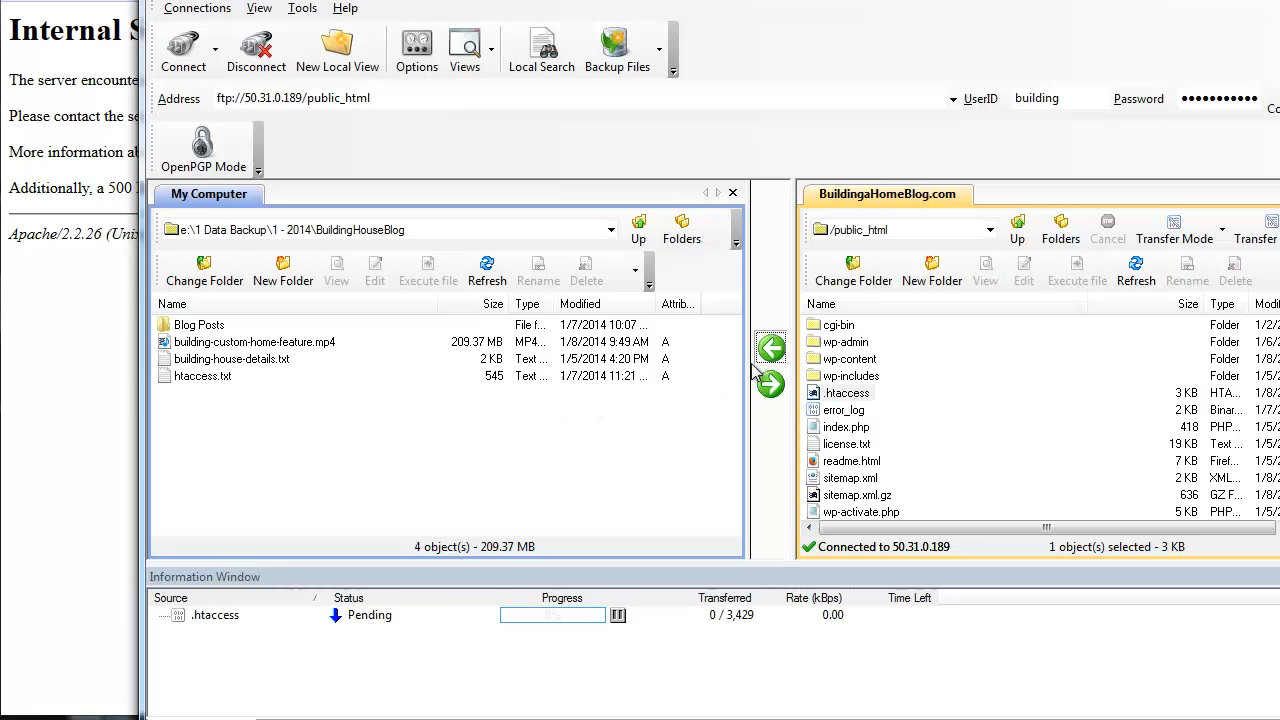 Internal S
The server encounte
Please contact the se
More information ab
Additionally, a 500
Apache/2.2.26 (Unix
Connections View Tools Help
Connect Disconnect New Local View Options Views Local Search Backup Files
Address ftp://50.31.0.189/public_html UserID building Password ●●●●●●●●●●●
OpenPGP Mode
My Computer
e:\1 Data Backup\1 - 2014\BuildingHouseBlog Up Folders
Change Folder New Folder View Edit Execute file Refresh Rename Delete
Name Size Type Modified Attrib...
Blog Posts File f... 1/7/2014 10:07 ...
building-custom-home-feature.mp4 209.37 MB MP4... 1/8/2014 9:49 AM A
building-house-details.txt 2 KB Text ... 1/5/2014 4:20 PM A
htaccess.txt 545 Text ... 1/7/2014 11:21 ... A
4 object(s) - 209.37 MB
BuildingaHomeBlog.com
/public_html Up Folders Cancel Transfer Mode Transfer
Change Folder New Folder View Edit Execute file Refresh Rename Delete
Name Size Type Modif
cgi-bin Folder 1/2/
wp-admin Folder 1/6/
wp-content Folder 1/8/
wp-includes Folder 1/5/
.htaccess 3 KB HTA... 1/8/
error_log 2 KB Binar... 1/7/
index.php 418 PHP... 1/5/
license.txt 19 KB Text ... 1/5/
readme.html 7 KB Firef... 1/5/
sitemap.xml 2 KB XML... 1/8/
sitemap.xml.gz 636 GZ F... 1/8/
wp-activate.php 5 KB PHP... 1/5/
Connected to 50.31.0.189 1 object(s) selected - 3 KB
Information Window
Source Status Progress Transferred Rate (kBps) Time Left
.htaccess Pending 0 / 3,429 0.00